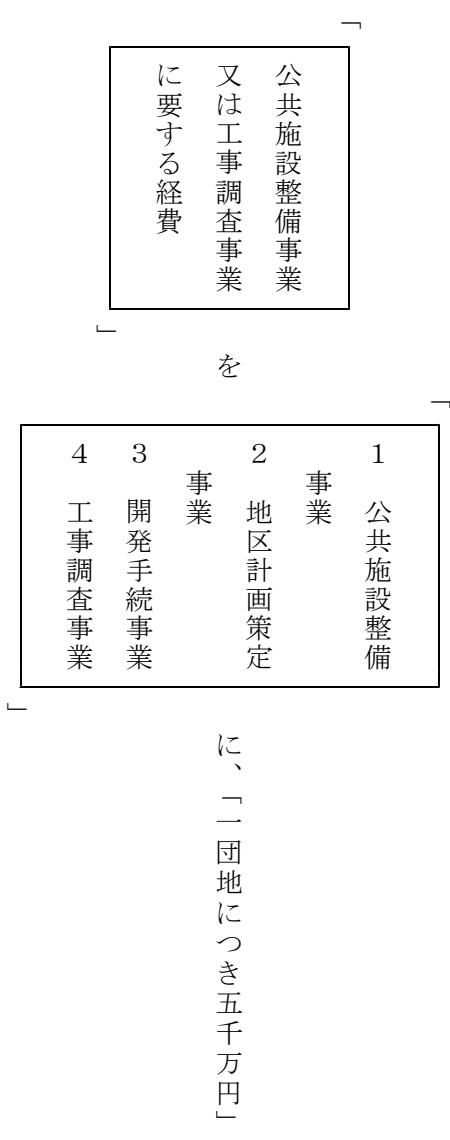 「
公共施設整備事業
又は工事調査事業
に要する経費
」
を
「
１　公共施設整備
事業
２　地区計画策定
事業
３　開発手続事業
４　工事調査事業
」
に、「一団地につき五千万円」